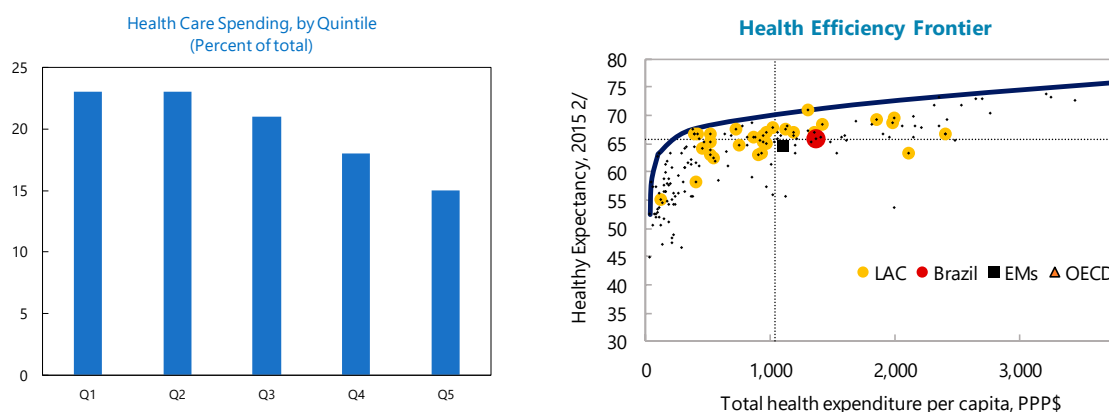 Health Care Spending, by Quintile
(Percent of total)
25
20
15
10
5
0
Q1
Q2
Q3
Q4
Q5
Health Efficiency Frontier
Healthy Expectancy, 2015 2/
80
75
70
65
60
55
50
45
40
35
30
LAC
Brazil
EMs
OECD
0
1,000
2,000
3,000
Total health expenditure per capita, PPP$